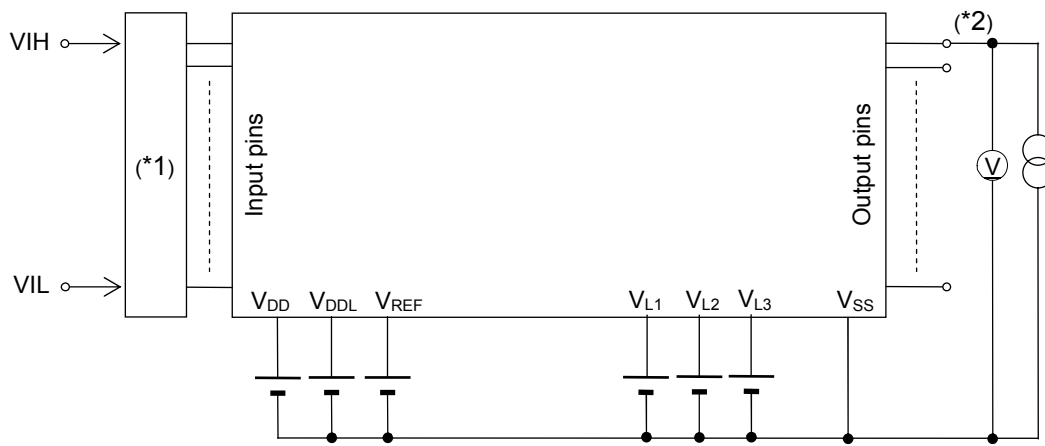 VIH
(*2)
(*1)
Input pins
Output pins
V
VIL
VDD
VDDL
VREF
VL1
VL2
VL3
VSS